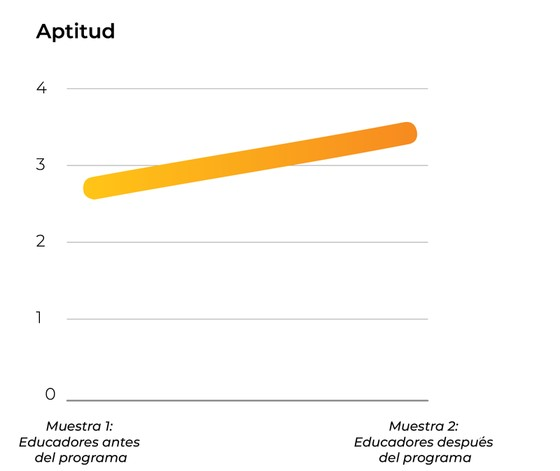 Aptitud
4
3
2
1
0
Muestra 1:
Educadores antes
del programa
Muestra 2:
Educadores después
del programa